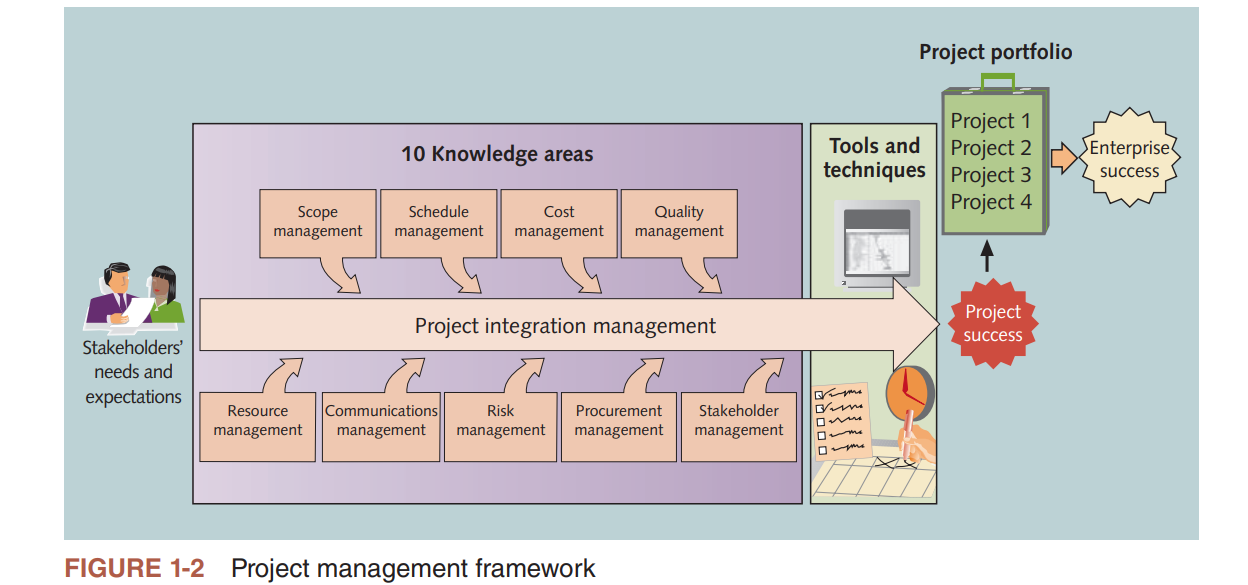 Project portfolio
Project 1
Project 2
Project 3
Project 4
Enterprise
success
10 Knowledge areas
Tools and
techniques
Scope
management
Schedule
management
Cost
management
Quality
management
Stakeholders’
needs and
expectations
Project integration management
Project
success
Resource
management
Communications
management
Risk
management
Procurement
management
Stakeholder
management
FIGURE 1-2 Project management framework